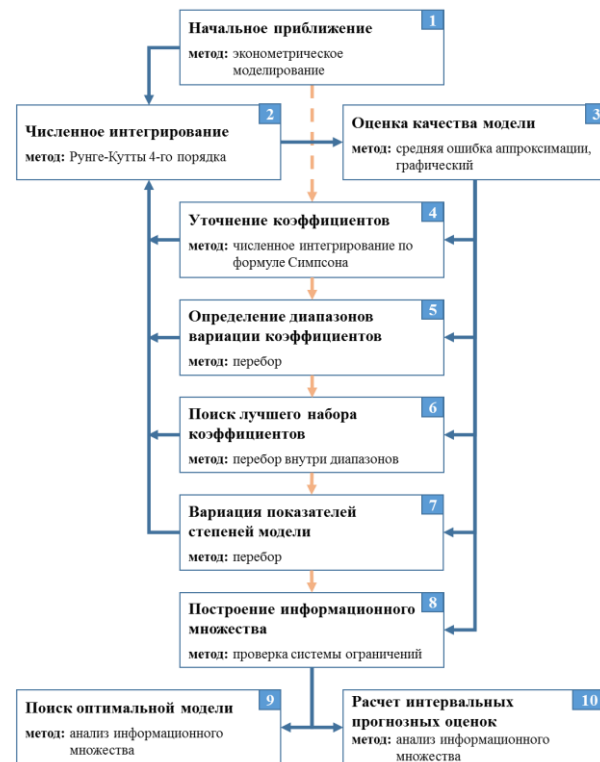 1
Начальное приближение
метод: эконометрическое
моделирование
2
Численное интегрирование
метод: Рунге-Кутты 4-го порядка
3
Оценка качества модели
метод: средняя ошибка аппроксимации,
графический
4
Уточнение коэффициентов
метод: численное интегрирование по
формуле Симпсона
5
Определение диапазонов
вариации коэффициентов
метод: перебор
6
Поиск лучшего набора
коэффициентов
метод: перебор внутри диапазонов
7
Вариация показателей
степеней модели
метод: перебор
8
Построение информационного
множества
метод: проверка системы ограничений
9
Поиск оптимальной модели
метод: анализ информационного
множества
10
Расчет интервальных
прогнозных оценок
метод: анализ информационного
множества